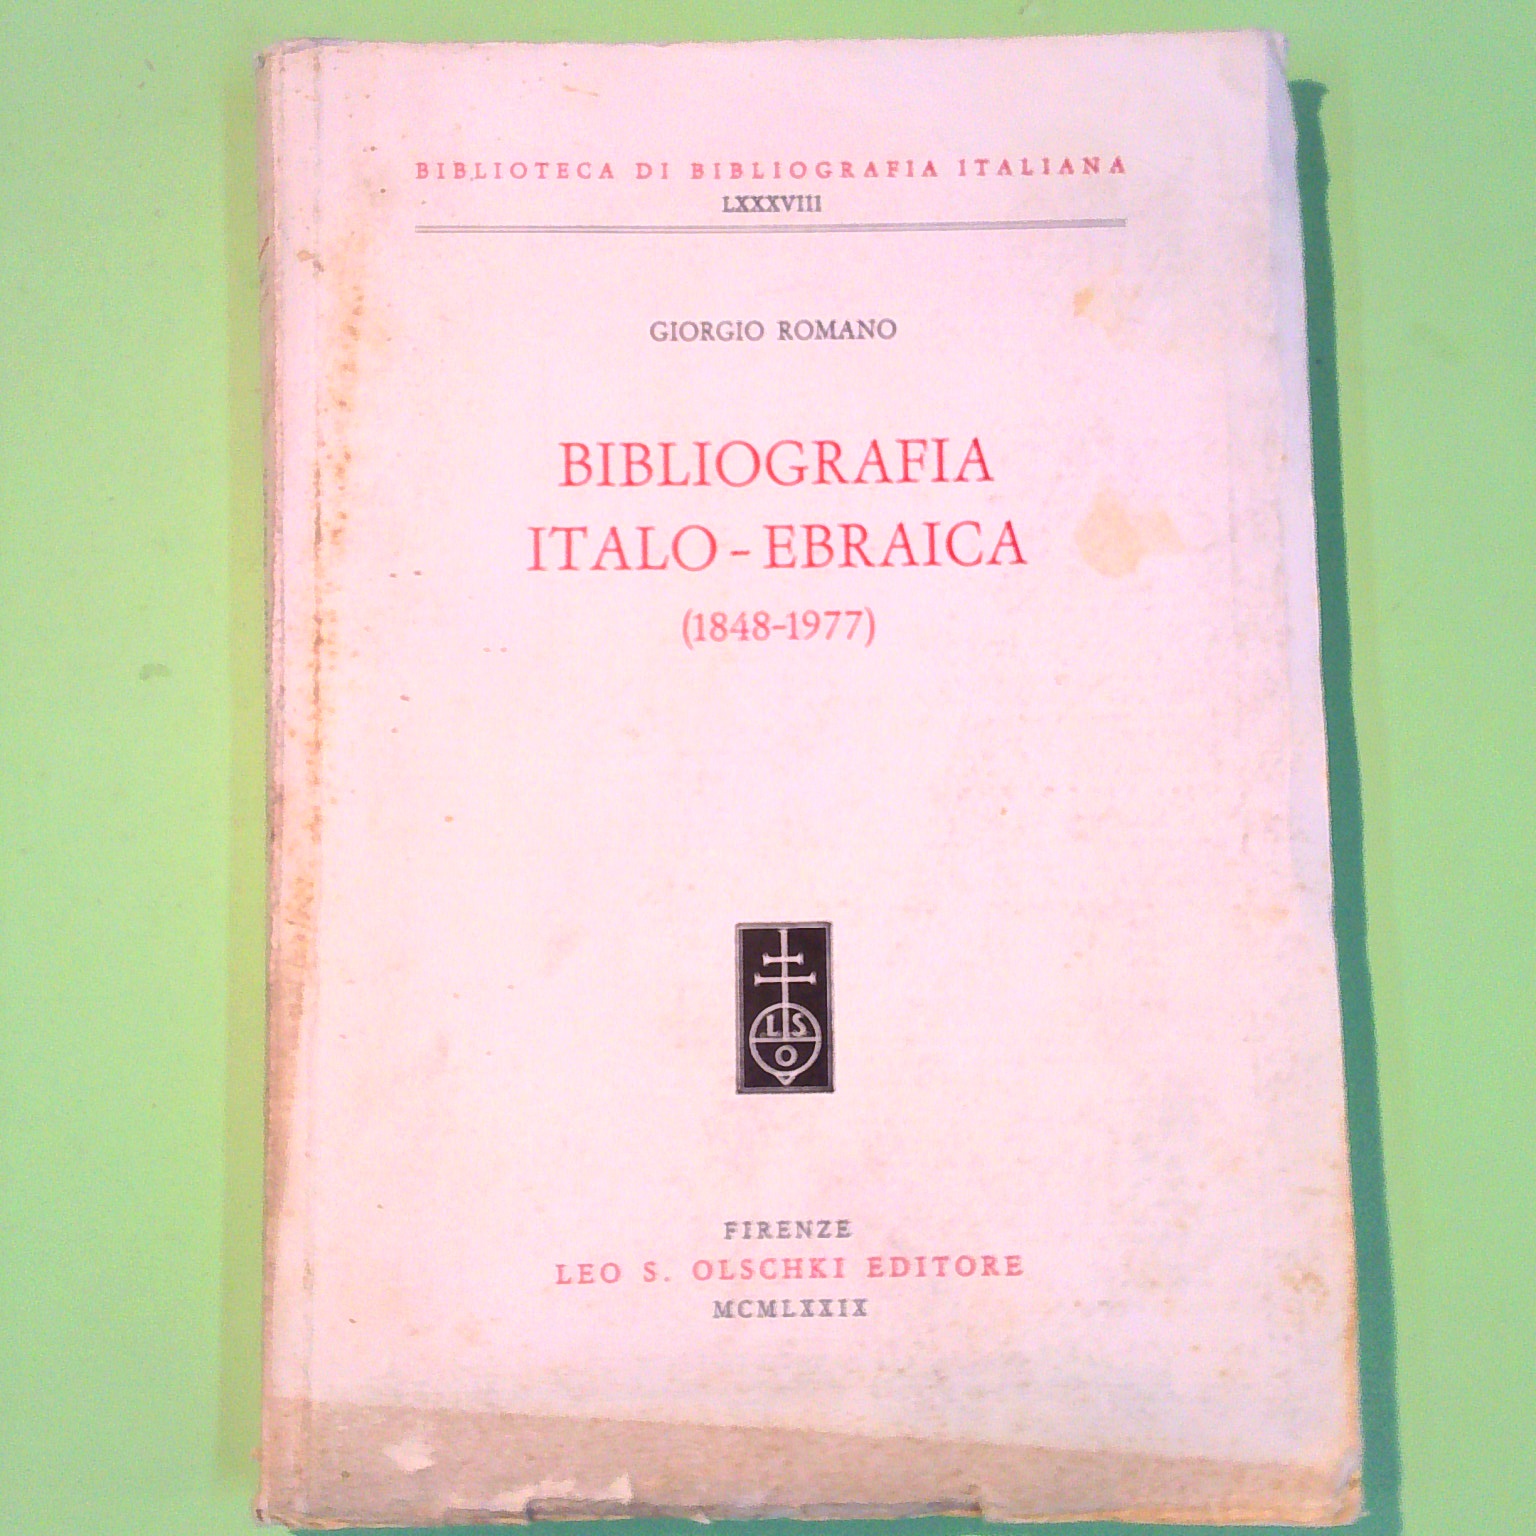 BIBLIOTECA DI BIBLIOGRAFIA ITALIANA
LXXXVIII
GIORGIO ROMANO
BIBLIOGRAFIA
ITALO-EBRAICA
(1848-1977)
L S
O
FIRENZE
LEO S. OLSCHKI EDITORE
MCMLXXIX